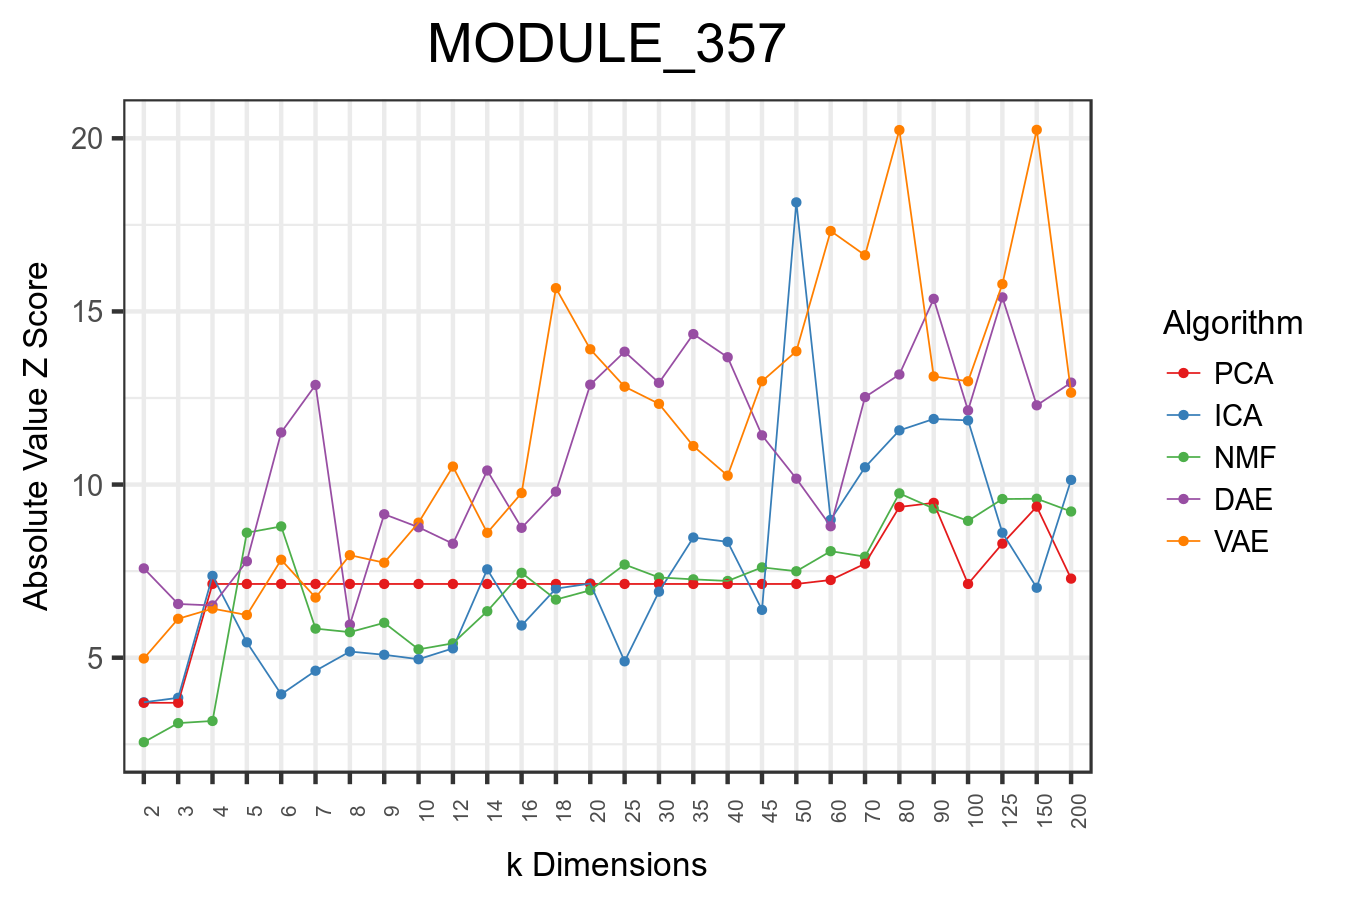 MODULE_357
Absolute Value Z Score
20
15
10
5
2 3 4 5 6 7 8 9 10 12 14 16 18 20 25 30 35 40 45 50 60 70 80 90 100 125 150 200
k Dimensions
Algorithm
PCA
ICA
NMF
DAE
VAE